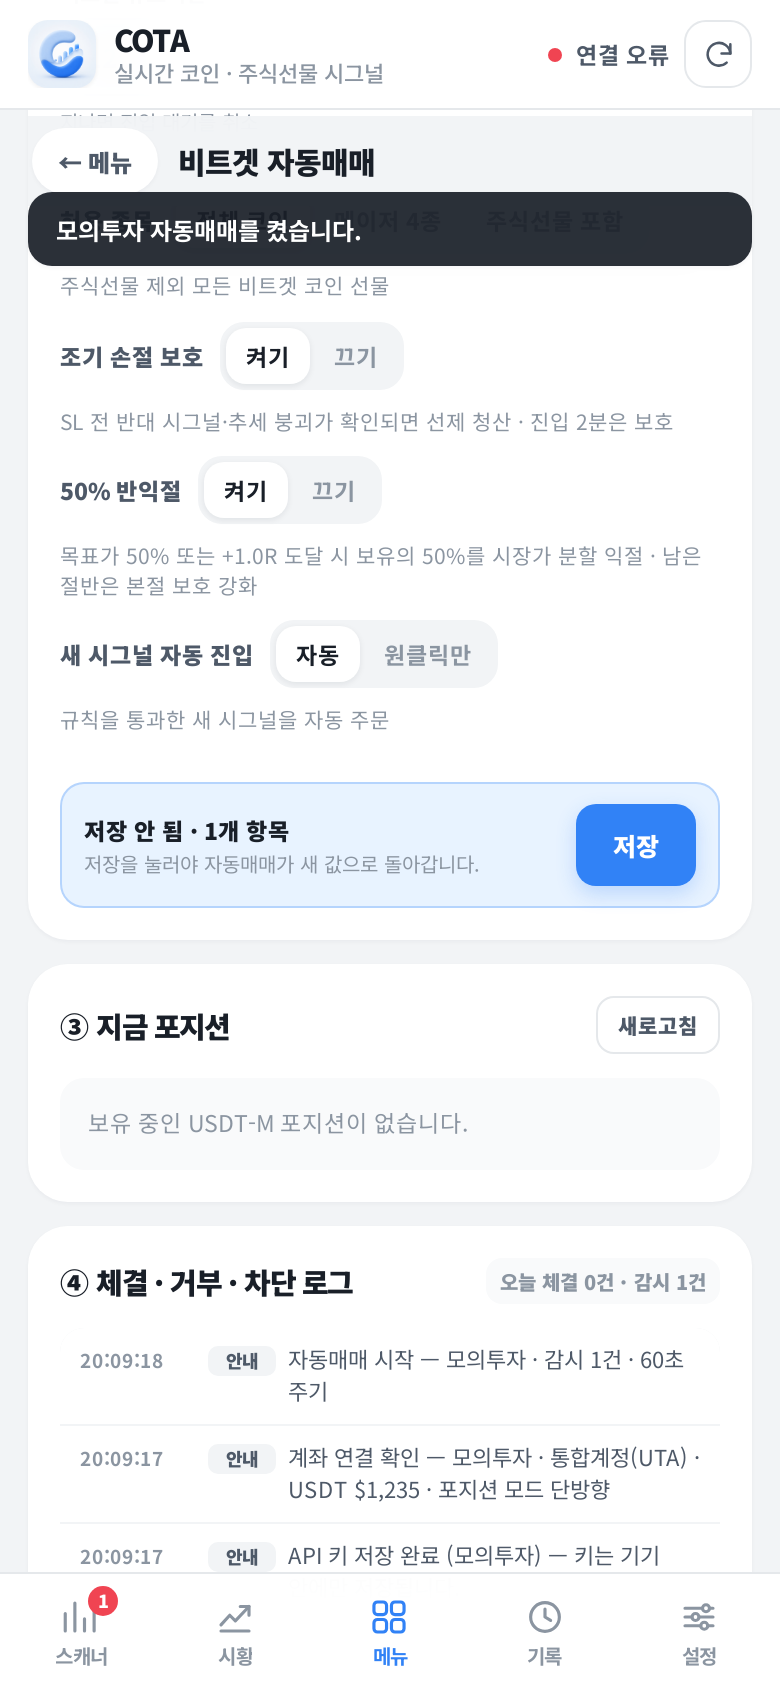 COTA
실시간 코인 · 주식선물 시그널
연결 오류
← 메뉴
비트겟 자동매매
허용 종목 전체 코인 메이저 4종 주식선물 포함
모의투자 자동매매를 켰습니다.
주식선물 제외 모든 비트겟 코인 선물
조기 손절 보호 켜기 끄기
SL 전 반대 시그널·추세 붕괴가 확인되면 선제 청산 · 진입 2분은 보호
50% 반익절 켜기 끄기
목표가 50% 또는 +1.0R 도달 시 보유의 50%를 시장가 분할 익절 · 남은
절반은 본절 보호 강화
새 시그널 자동 진입 자동 원클릭만
규칙을 통과한 새 시그널을 자동 주문
저장 안 됨 · 1개 항목
저장을 눌러야 자동매매가 새 값으로 돌아갑니다.
저장
③ 지금 포지션
새로고침
보유 중인 USDT-M 포지션이 없습니다.
④ 체결 · 거부 · 차단 로그
오늘 체결 0건 · 감시 1건
20:09:18 안내 자동매매 시작 — 모의투자 · 감시 1건 · 60초
주기
20:09:17 안내 계좌 연결 확인 — 모의투자 · 통합계정(UTA) ·
USDT $1,235 · 포지션 모드 단방향
20:09:17 안내 API 키 저장 완료 (모의투자) — 키는 기기
1
스캐너 시황 메뉴 기록 설정